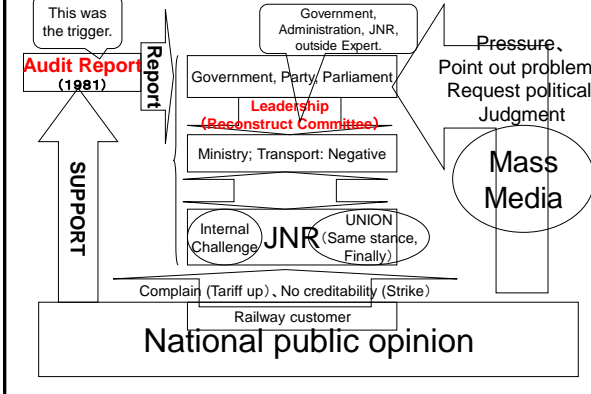 This was
the trigger.
Audit Report
(1981)
Report
Government,
Administration, JNR,
outside Expert.
Government, Party, Parliament
Leadership
(Reconstruct Committee)
Ministry; Transport: Negative
Pressure、
Point out problem
Request political
Judgment
Mass
Media
SUPPORT
Internal
Challenge
JNR
UNION
(Same stance,
Finally)
Complain (Tariff up)、No creditability (Strike)
Railway customer
National public opinion